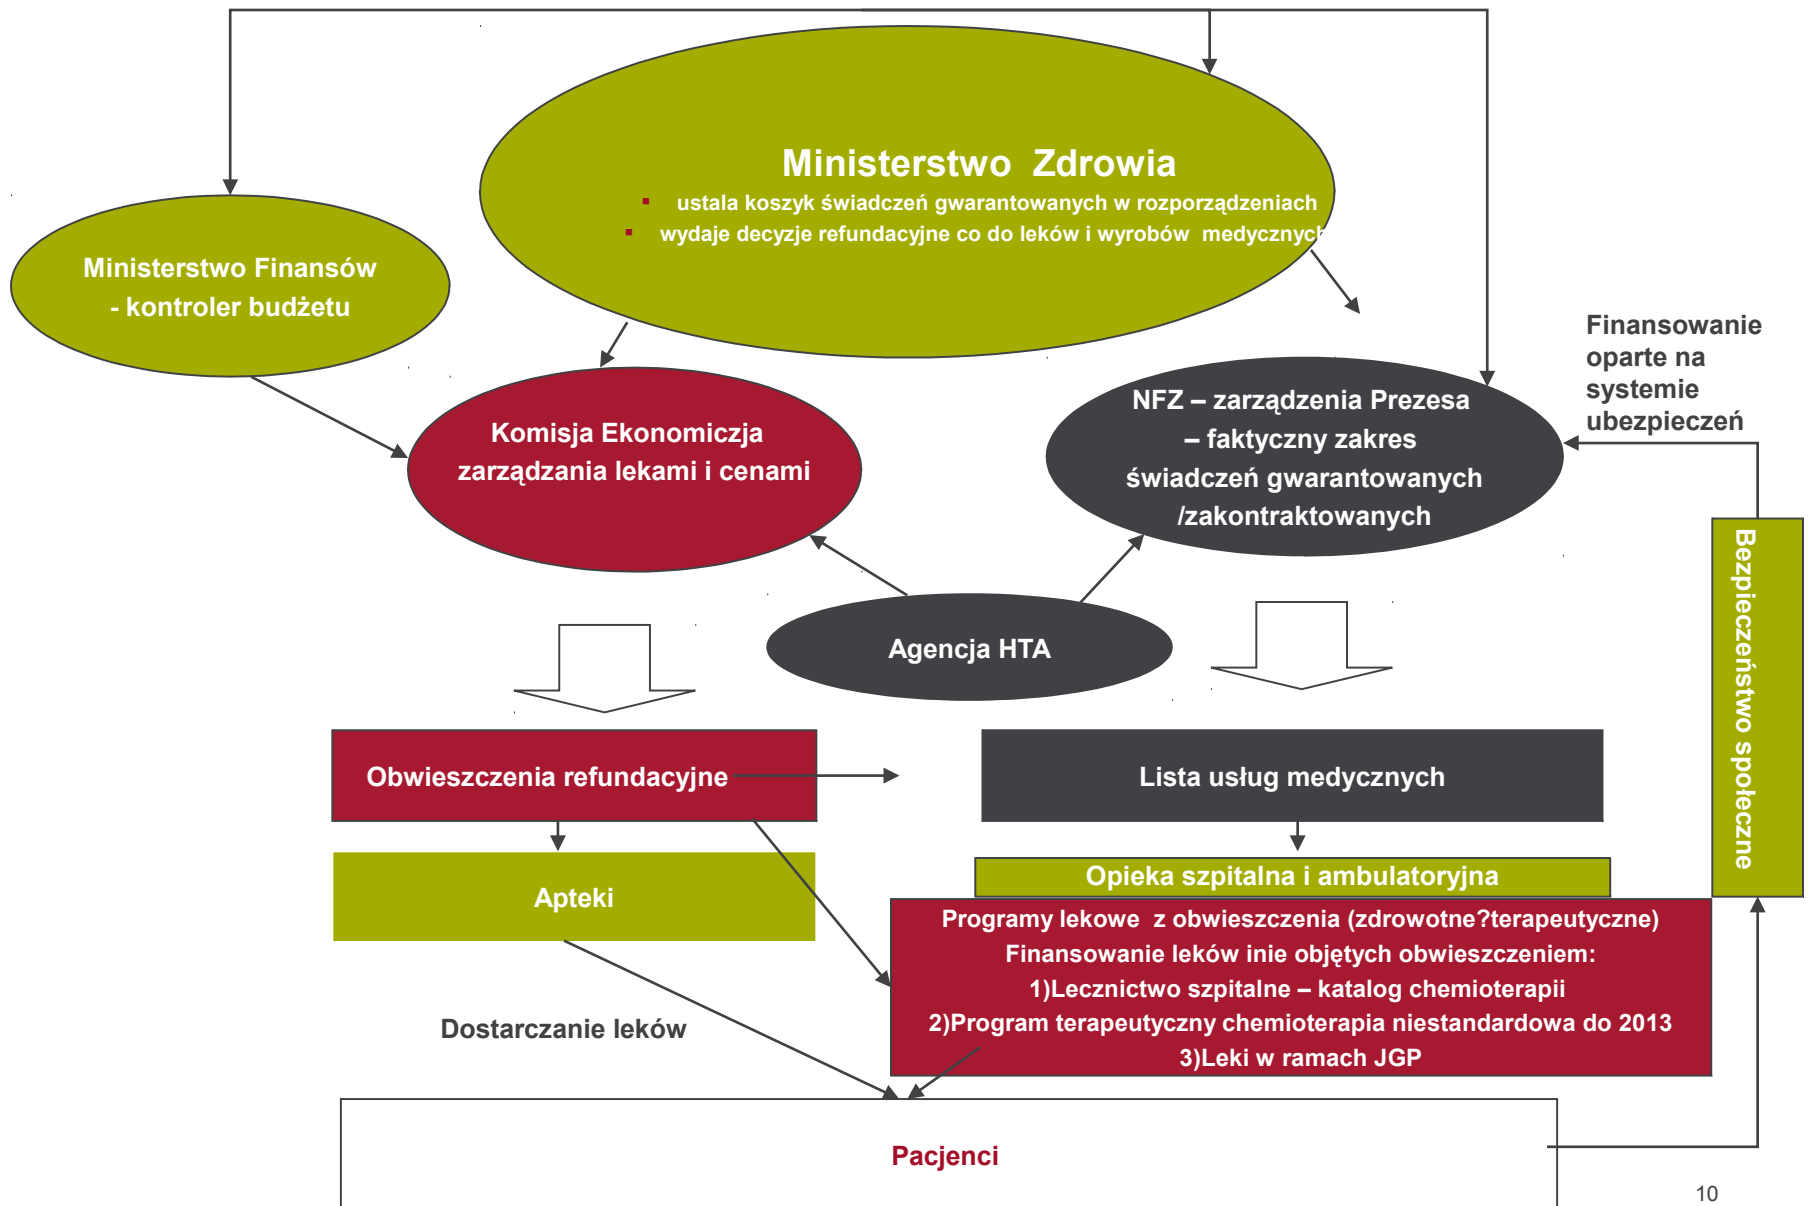 Ministerstwo Zdrowia
▪ ustala koszyk świadczeń gwarantowanych w rozporządzeniach
▪ wydaje decyzje refundacyjne co do leków i wyrobów medycznych
Ministerstwo Finansów
- kontroler budżetu
Finansowanie
oparte na
systemie
ubezpieczeń
Komisja Ekonomiczja
zarządzania lekami i cenami
NFZ – zarządzenia Prezesa
– faktyczny zakres
świadczeń gwarantowanych
/zakontraktowanych
Agencja HTA
Bezpieczeństwo społeczne
Obwieszczenia refundacyjne
Lista usług medycznych
Apteki
Opieka szpitalna i ambulatoryjna
Programy lekowe z obwieszczenia (zdrowotne?terapeutyczne)
Finansowanie leków inie objętych obwieszczeniem:
1)Lecznictwo szpitalne – katalog chemioterapii
2)Program terapeutyczny chemioterapia niestandardowa do 2013
3)Leki w ramach JGP
Dostarczanie leków
Pacjenci
10